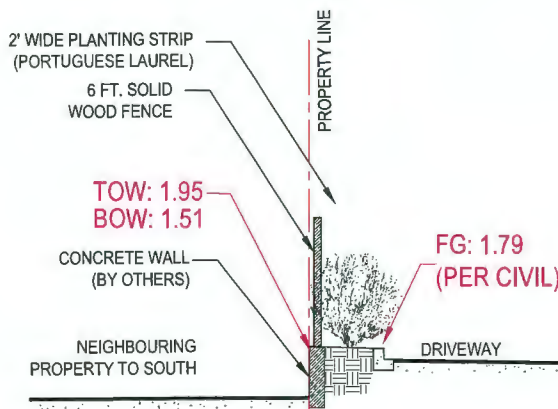 2' WIDE PLANTING STRIP
(PORTUGUESE LAUREL)
6 FT. SOLID
WOOD FENCE
PROPERTY LINE
TOW: 1.95
BOW: 1.51
CONCRETE WALL
(BY OTHERS)
FG: 1.79
(PER CIVIL)
NEIGHBOURING
PROPERTY TO SOUTH
DRIVEWAY